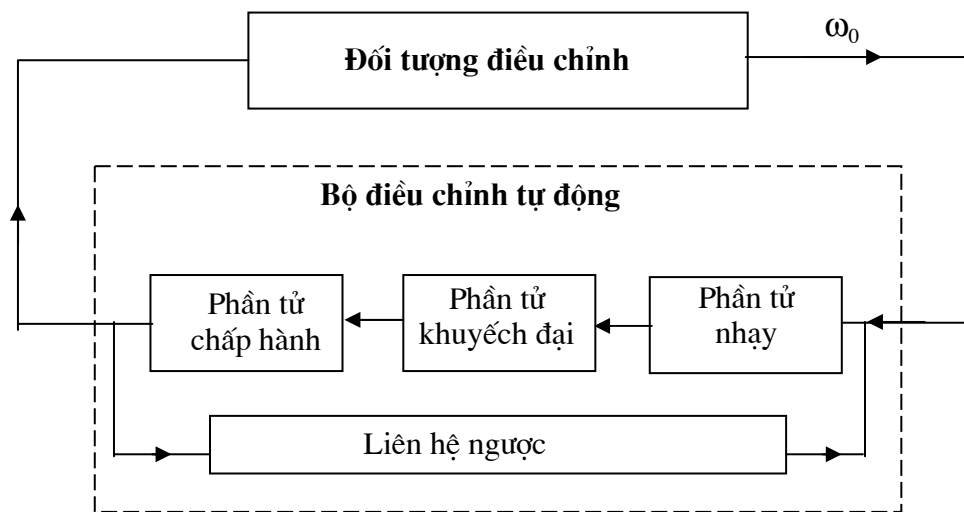 ω0
Đối tượng điều chỉnh
Bộ điều chỉnh tự động
Phần tử
chấp hành
Phần tử
khuyếch đại
Phần tử
nhạy
Liên hệ ngược